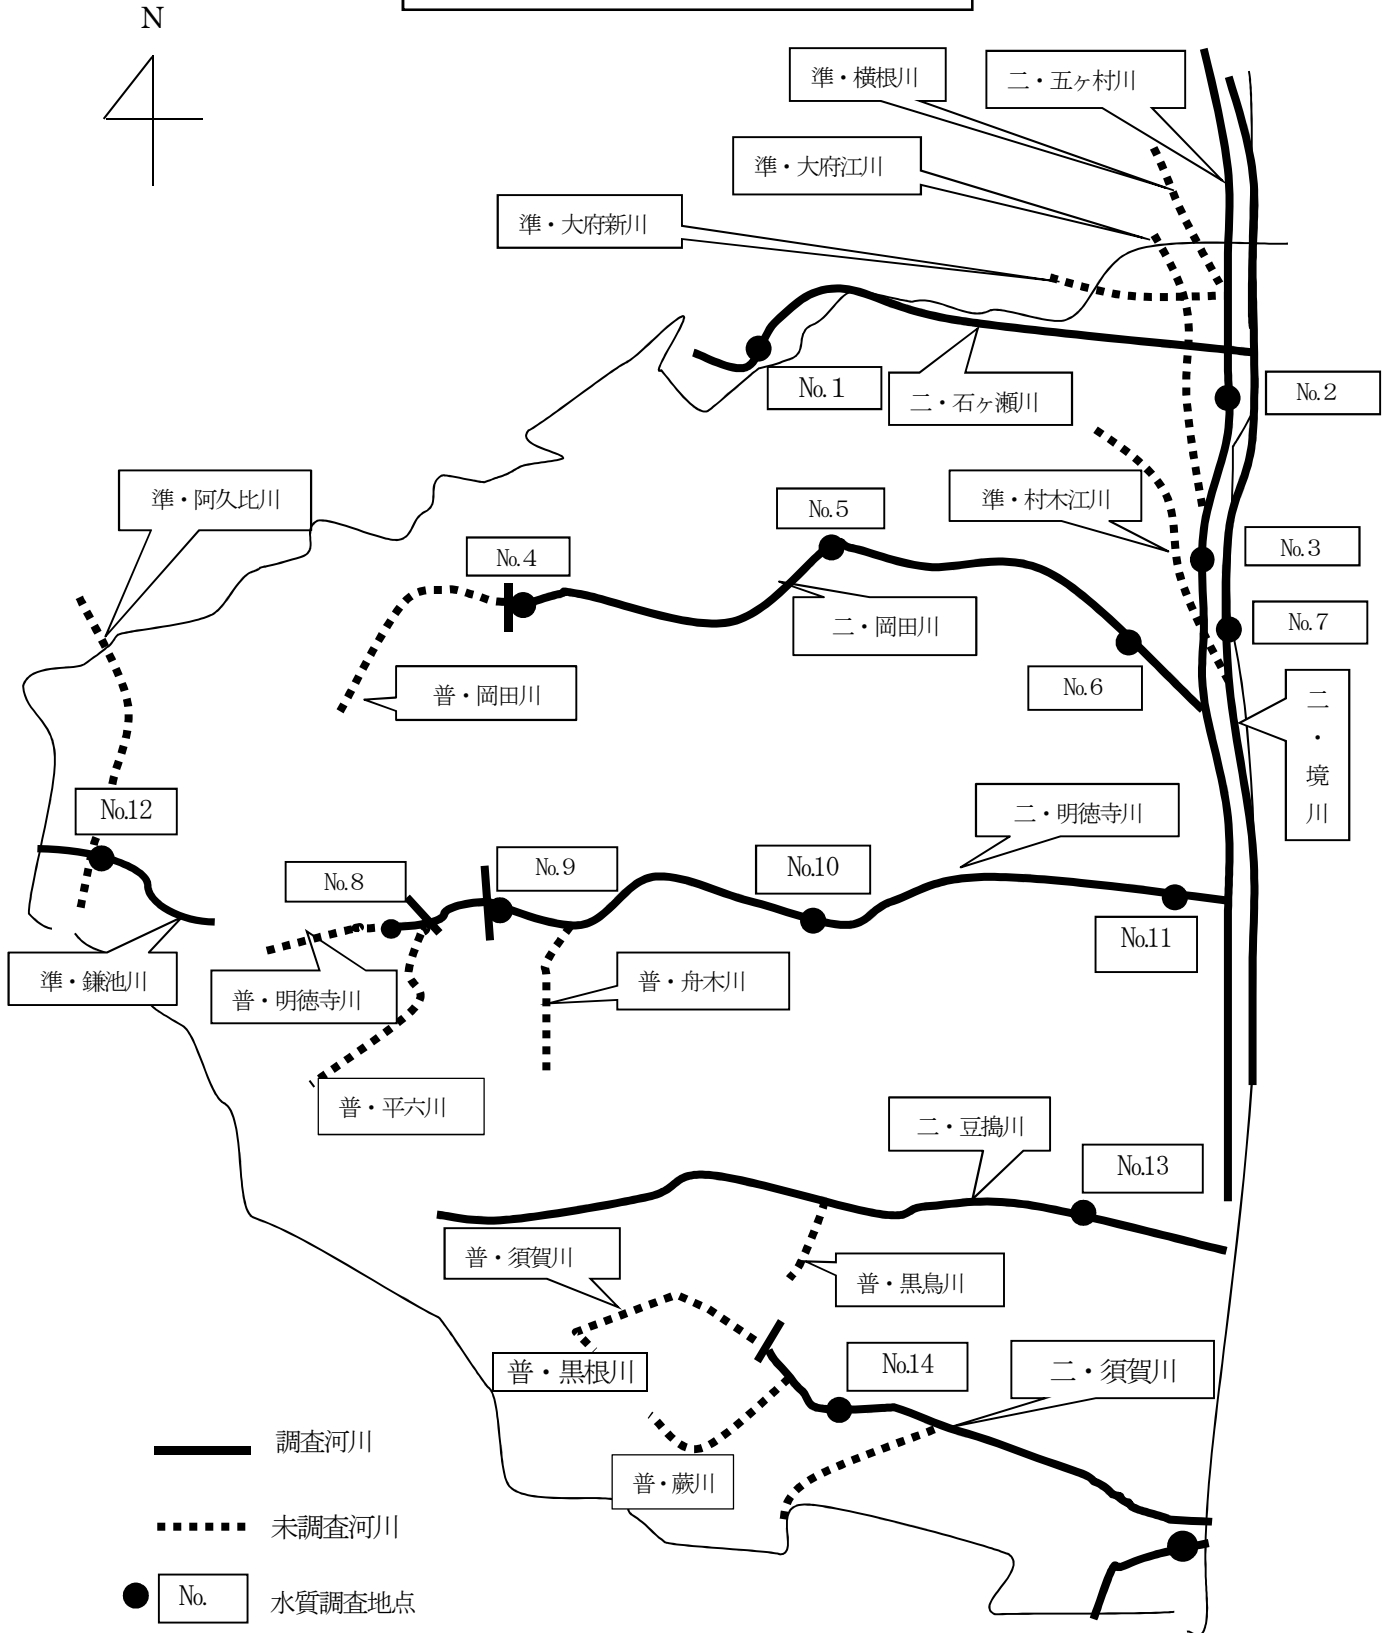 N
準・横根川
二・五ヶ村川
準・大府江川
準・大府新川
No.1
二・石ヶ瀬川
No.2
準・阿久比川
準・村木江川
No.5
No.4
No.3
二・岡田川
No.7
普・岡田川
No.6
二・境川
No.12
二・明徳寺川
No.8
No.9
No.10
No.11
準・鎌池川
普・明徳寺川
普・舟木川
普・平六川
二・豆搗川
No.13
普・須賀川
普・黒鳥川
普・黒根川
No.14
二・須賀川
調査河川
普・蕨川
未調査河川
No.
水質調査地点